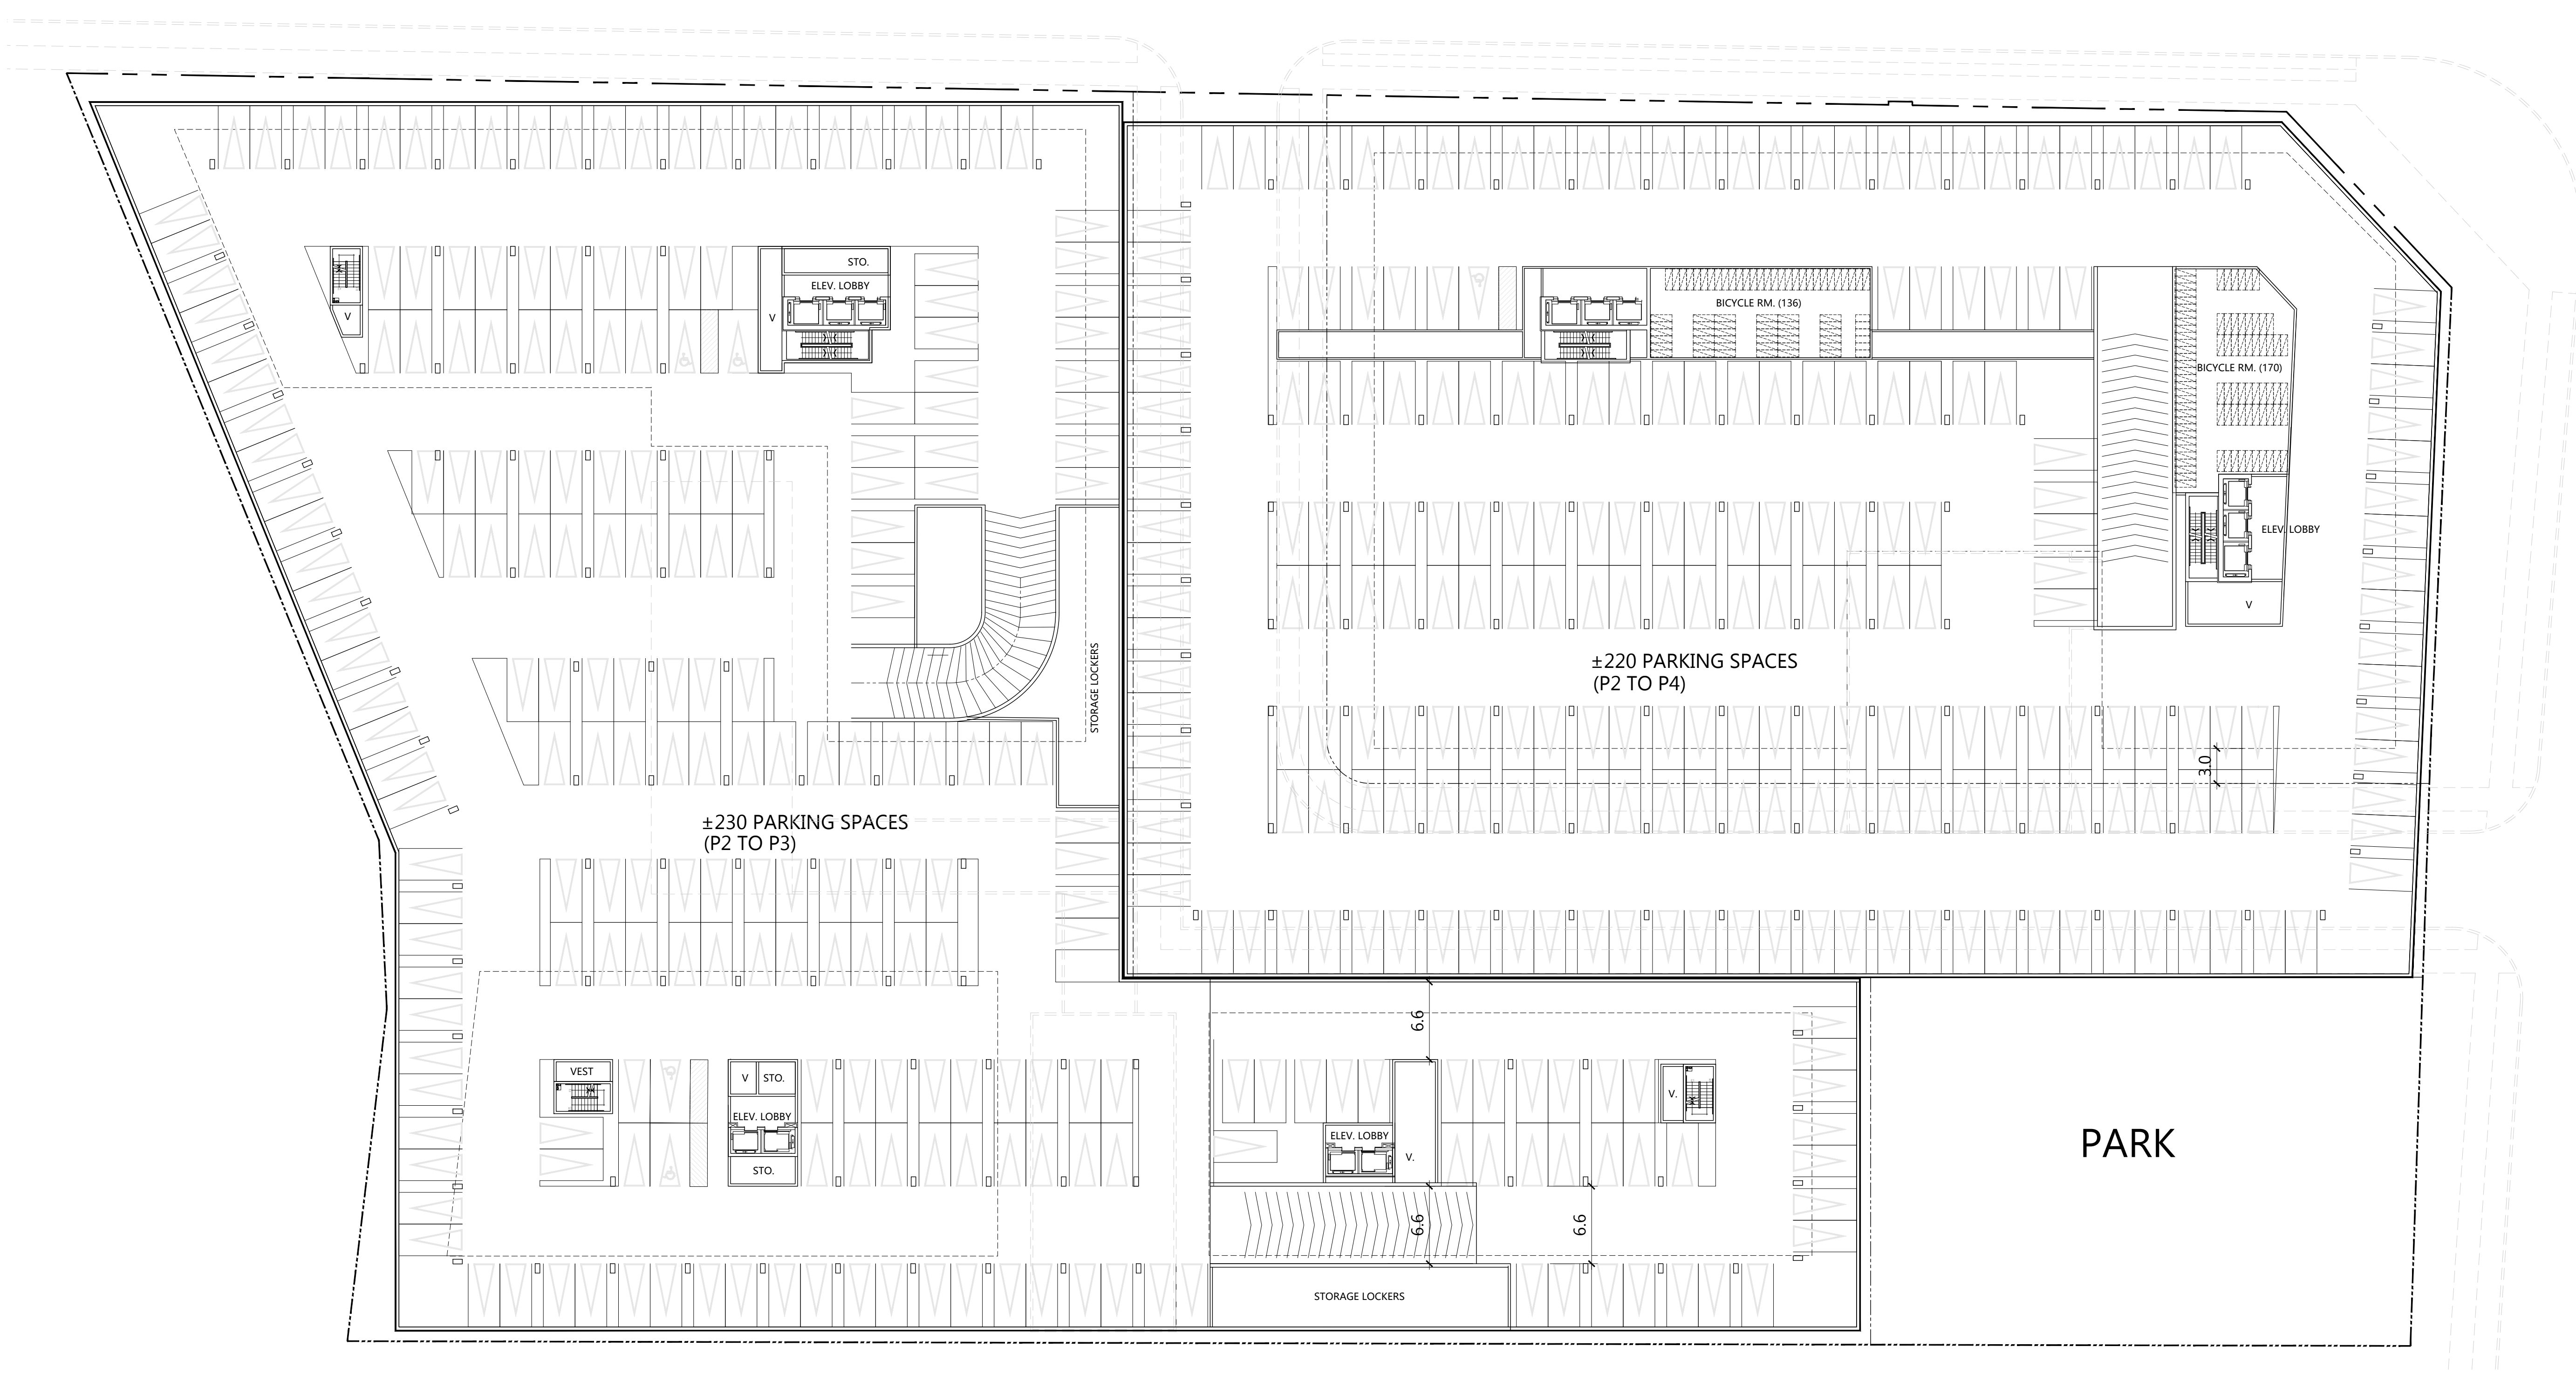 STO.
ELEV. LOBBY
V
V
BICYCLE RM. (136)
BICYCLE RM. (170)
ELEV. LOBBY
V
STORAGE LOCKERS
±220 PARKING SPACES
(P2 TO P4)
3.0
±230 PARKING SPACES
(P2 TO P3)
6.6
VEST
V
STO.
ELEV. LOBBY
STO.
ELEV. LOBBY
V.
V.
PARK
6.6
6.6
STORAGE LOCKERS